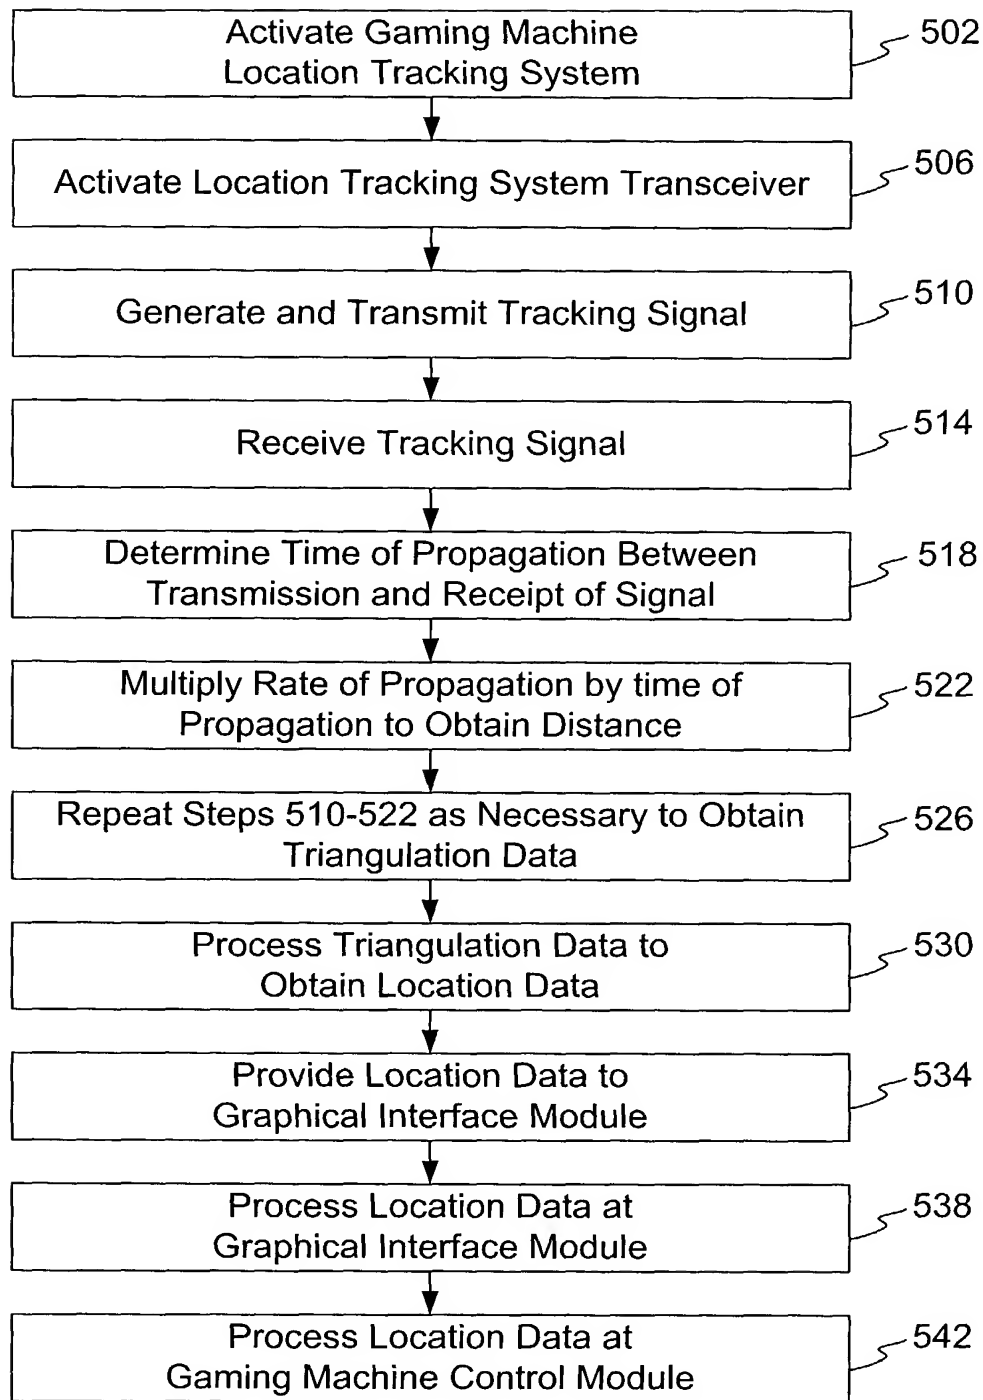 Activate Gaming Machine
Location Tracking System
502
Activate Location Tracking System Transceiver
506
Generate and Transmit Tracking Signal
510
Receive Tracking Signal
514
Determine Time of Propagation Between
Transmission and Receipt of Signal
518
Multiply Rate of Propagation by time of
Propagation to Obtain Distance
522
Repeat Steps 510-522 as Necessary to Obtain
Triangulation Data
526
Process Triangulation Data to
Obtain Location Data
530
Provide Location Data to
Graphical Interface Module
534
Process Location Data at
Graphical Interface Module
538
Process Location Data at
Gaming Machine Control Module
542